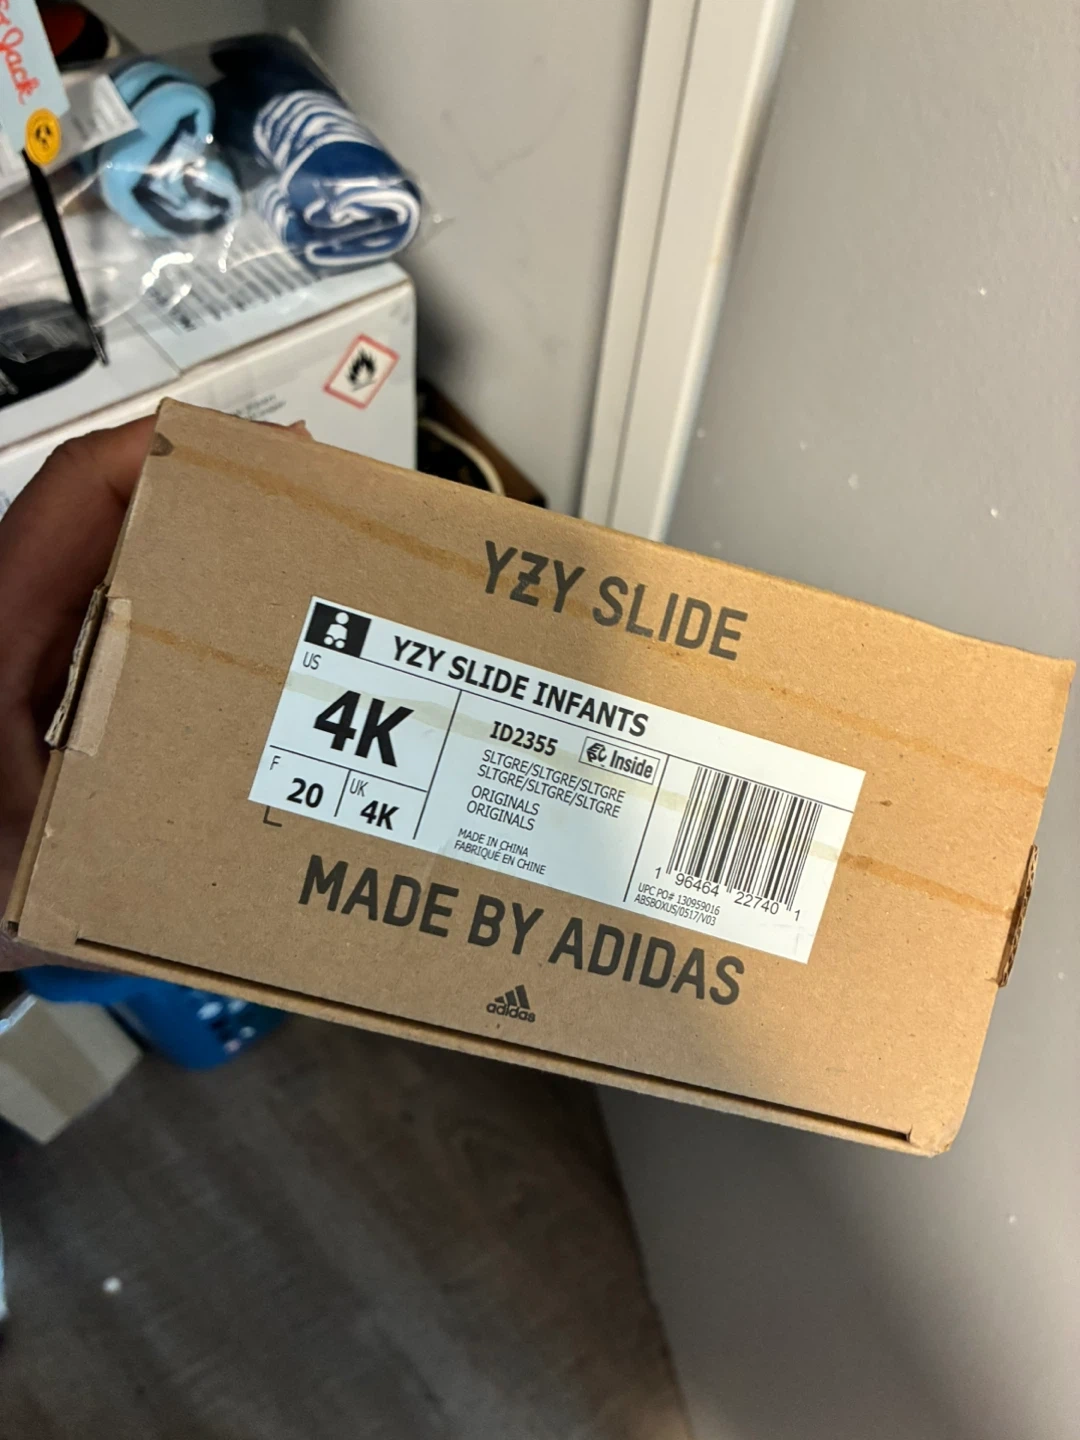 Jack
YZY SLIDE
YZY SLIDE INFANTS
US
4K
F
20
UK
4K
ID2355
Inside
SLTGRE/SLTGRE/SLTGRE
SLTGRE/SLTGRE/SLTGRE
ORIGINALS
ORIGINALS
MADE IN CHINA
FABRIQUÉ EN CHINE
1 96464 22740 1
UPC PO# 130959016
ABSBOXUS/0517/V03
MADE BY ADIDAS
adidas